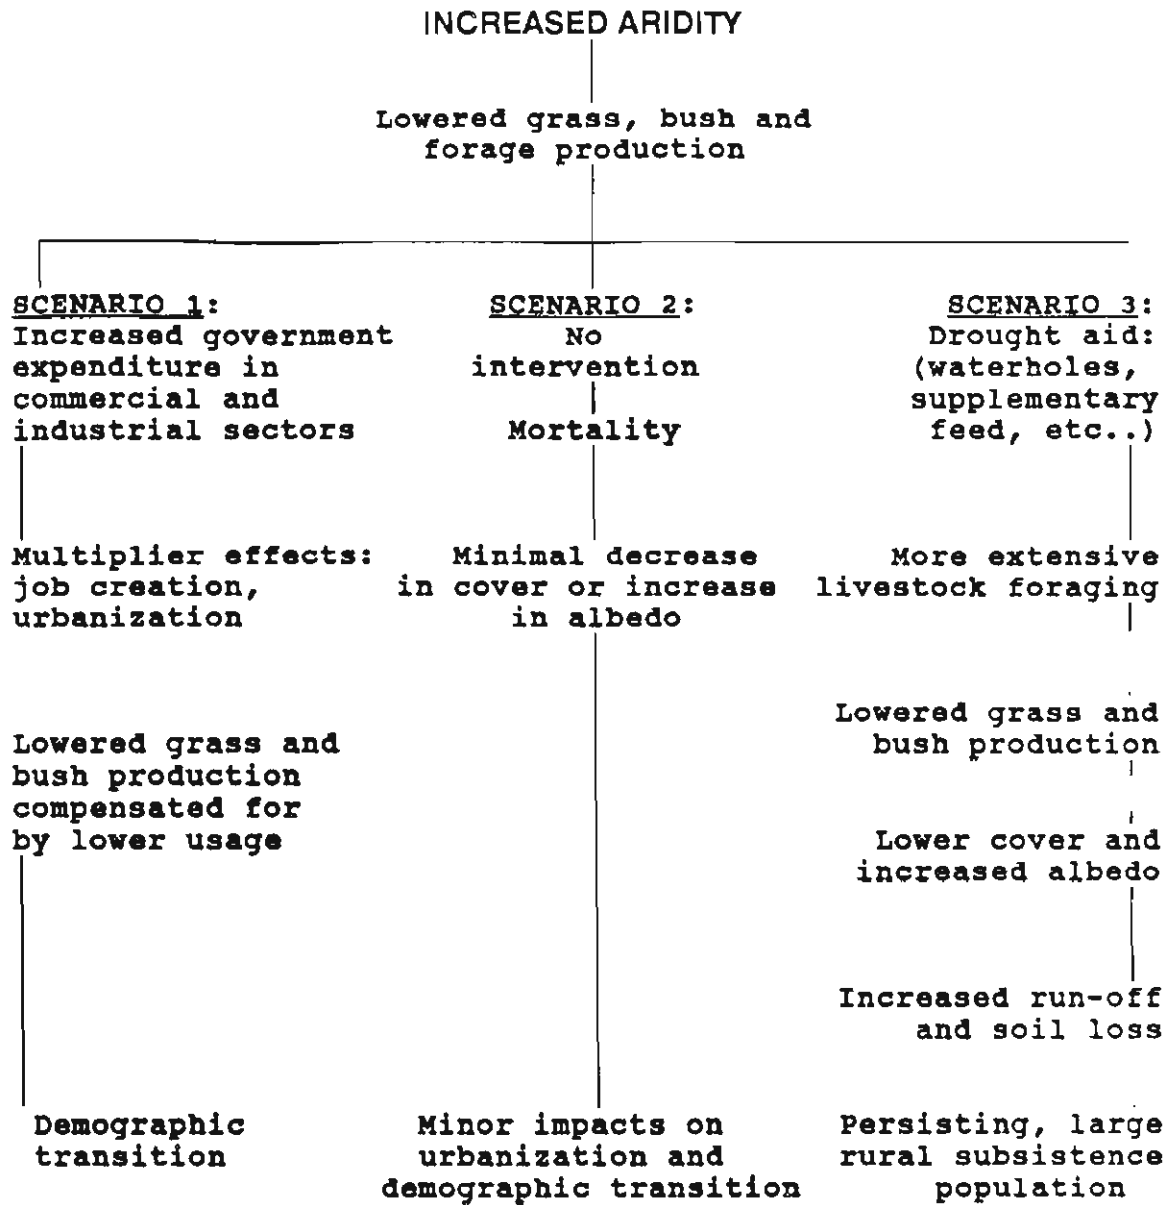 INCREASED ARIDITY
Lowered grass, bush and
forage production
SCENARIO 1:
Increased government
expenditure in
commercial and
industrial sectors
Multiplier effects:
job creation,
urbanization
Lowered grass and
bush production
compensated for
by lower usage
Demographic
transition
SCENARIO 2:
No
intervention
Mortality
Minimal decrease
in cover or increase
in albedo
Minor impacts on
urbanization and
demographic transition
SCENARIO 3:
Drought aid:
(waterholes,
supplementary
feed, etc..)
More extensive
livestock foraging
Lowered grass and
bush production
Lower cover and
increased albedo
Increased run-off
and soil loss
Persisting, large
rural subsistence
population